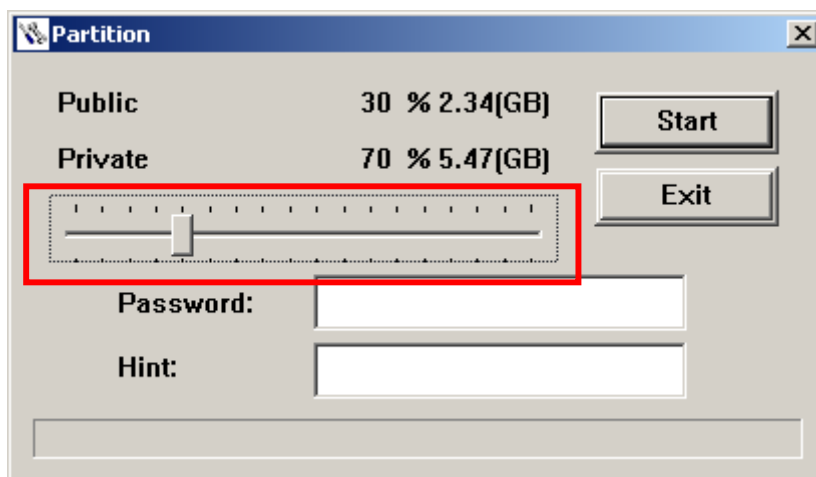 Partition
Public 30 % 2.34(GB)
Start
Private 70 % 5.47(GB)
Exit
Password:
Hint: